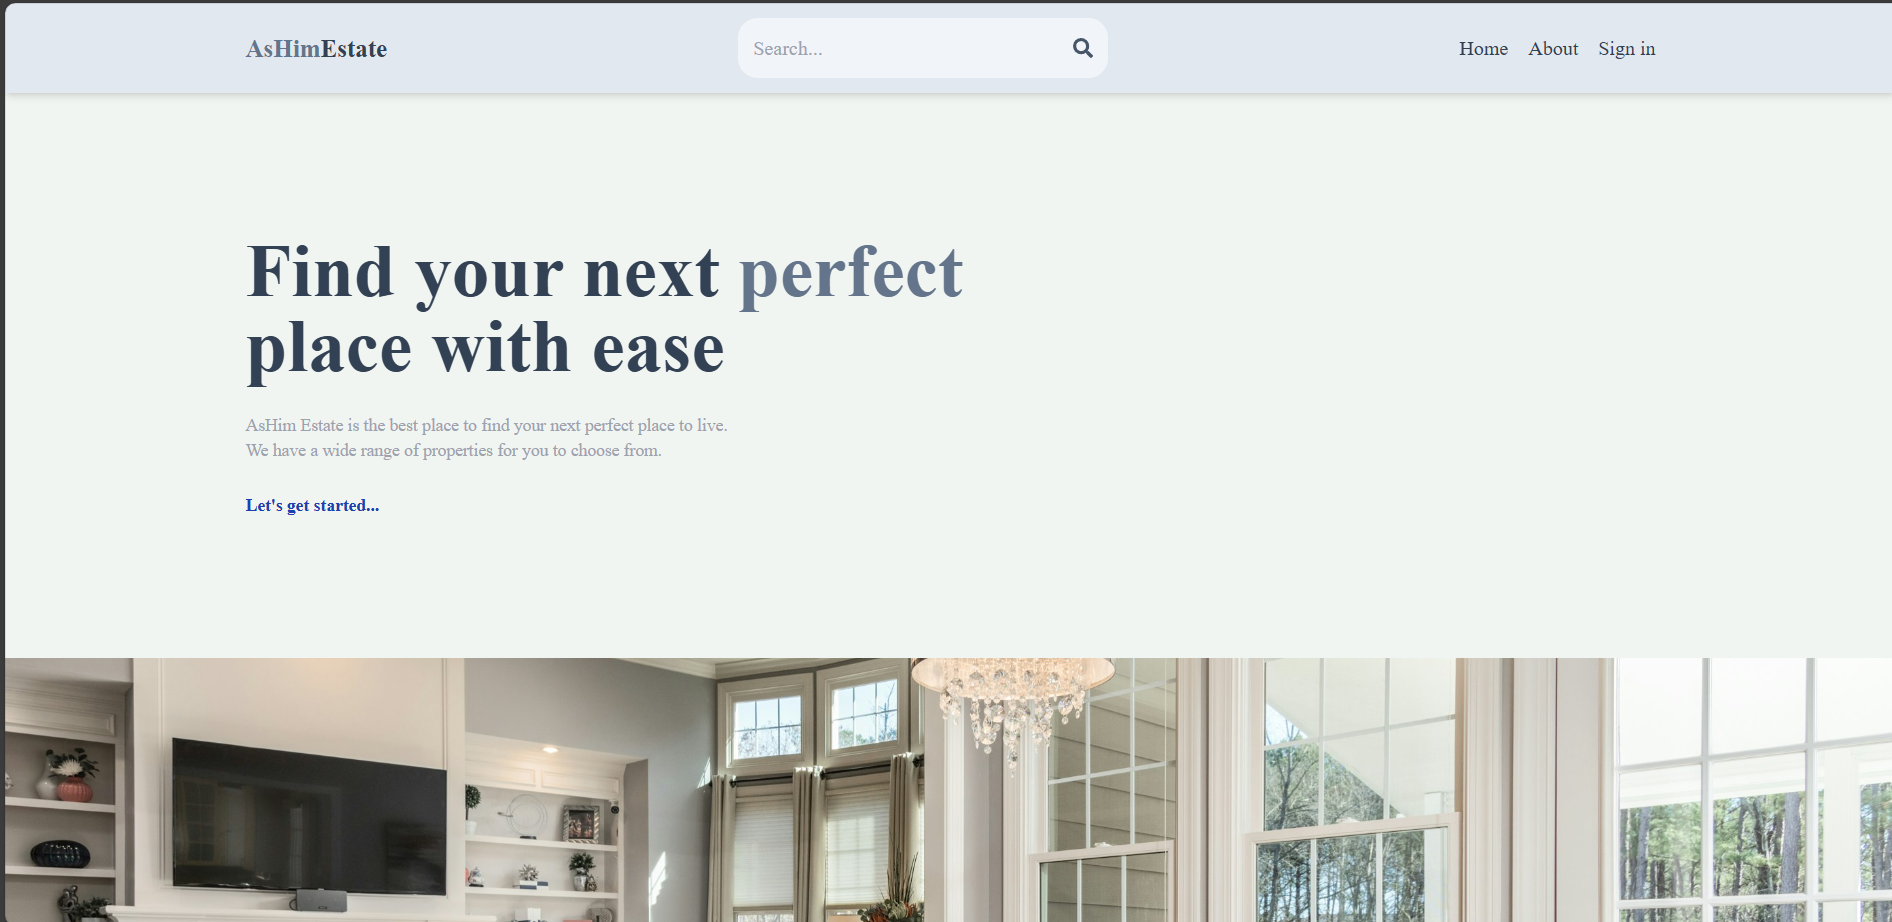 AsHimEstate
Search...
Home About Sign in
Find your next perfect
place with ease
AsHim Estate is the best place to find your next perfect place to live.
We have a wide range of properties for you to choose from.
Let's get started...